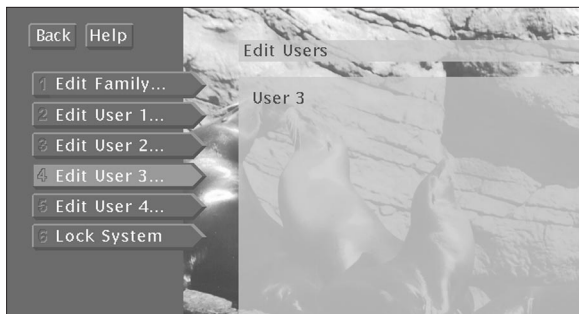 Back Help
Edit Users
1 Edit Family...
User 3
2 Edit User 1...
3 Edit User 2...
4 Edit User 3...
5 Edit User 4...
6 Lock System